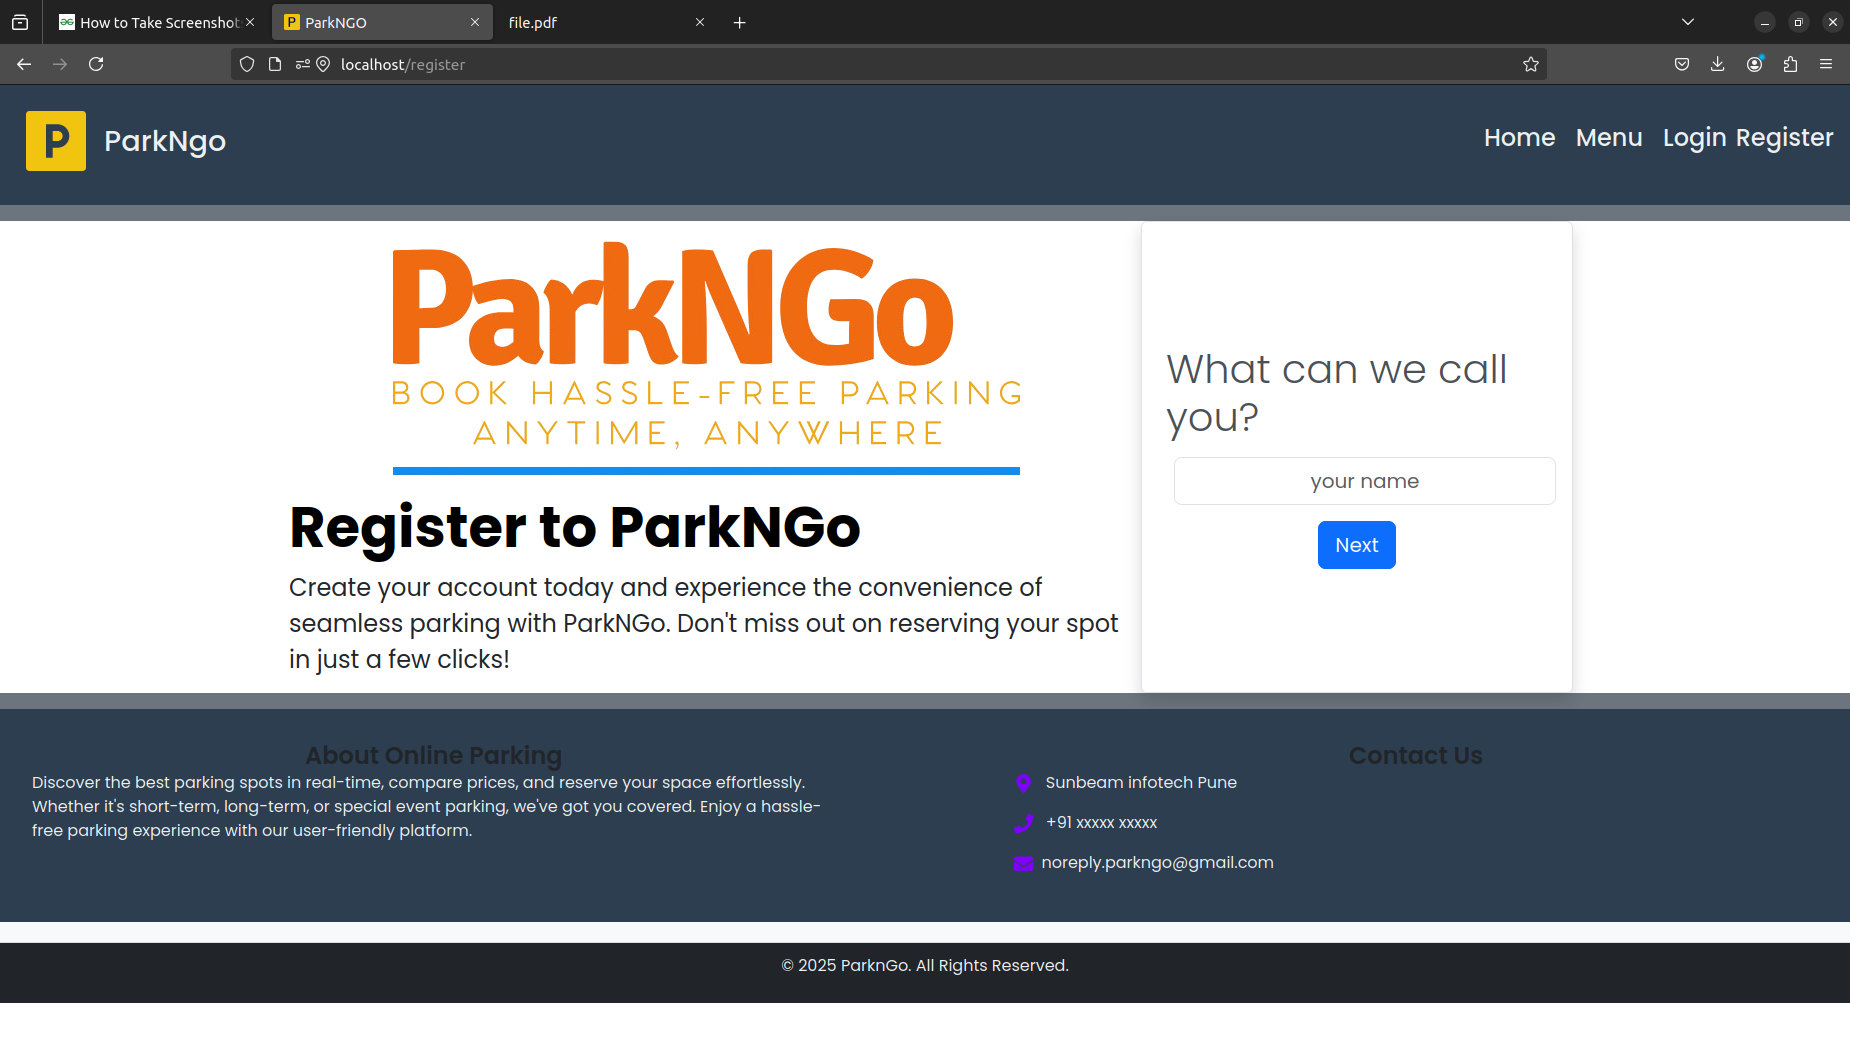 How to Take Screenshot
ParkNGO
file.pdf
localhost/register
P
ParkNgo
Home Menu Login Register
ParkNGo
BOOK HASSLE-FREE PARKING
ANYTIME, ANYWHERE
Register to ParkNGo
Create your account today and experience the convenience of
seamless parking with ParkNGo. Don't miss out on reserving your spot
in just a few clicks!
What can we call
you?
your name
Next
About Online Parking
Discover the best parking spots in real-time, compare prices, and reserve your space effortlessly.
Whether it's short-term, long-term, or special event parking, we've got you covered. Enjoy a hassle-
free parking experience with our user-friendly platform.
Contact Us
Sunbeam infotech Pune
+91 xxxxx xxxxx
noreply.parkngo@gmail.com
© 2025 ParknGo. All Rights Reserved.